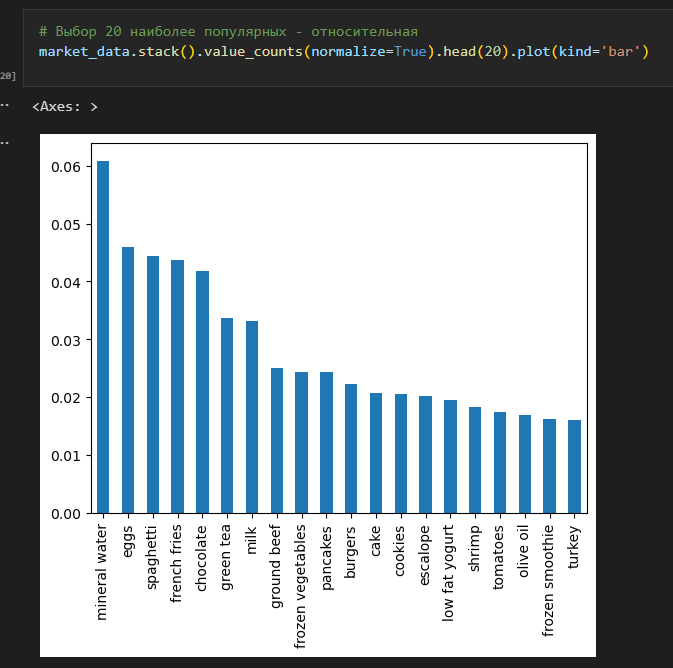 # Выбор 20 наиболее популярных - относительная
market_data.stack().value_counts(normalize=True).head(20).plot(kind='bar')
20]
..
<Axes: >
..
0.06
0.05
0.04
0.03
0.02
0.01
0.00
mineral water
eggs
spaghetti
french fries
chocolate
green tea
milk
ground beef
frozen vegetables
pancakes
burgers
cake
cookies
escalope
low fat yogurt
shrimp
tomatoes
olive oil
frozen smoothie
turkey